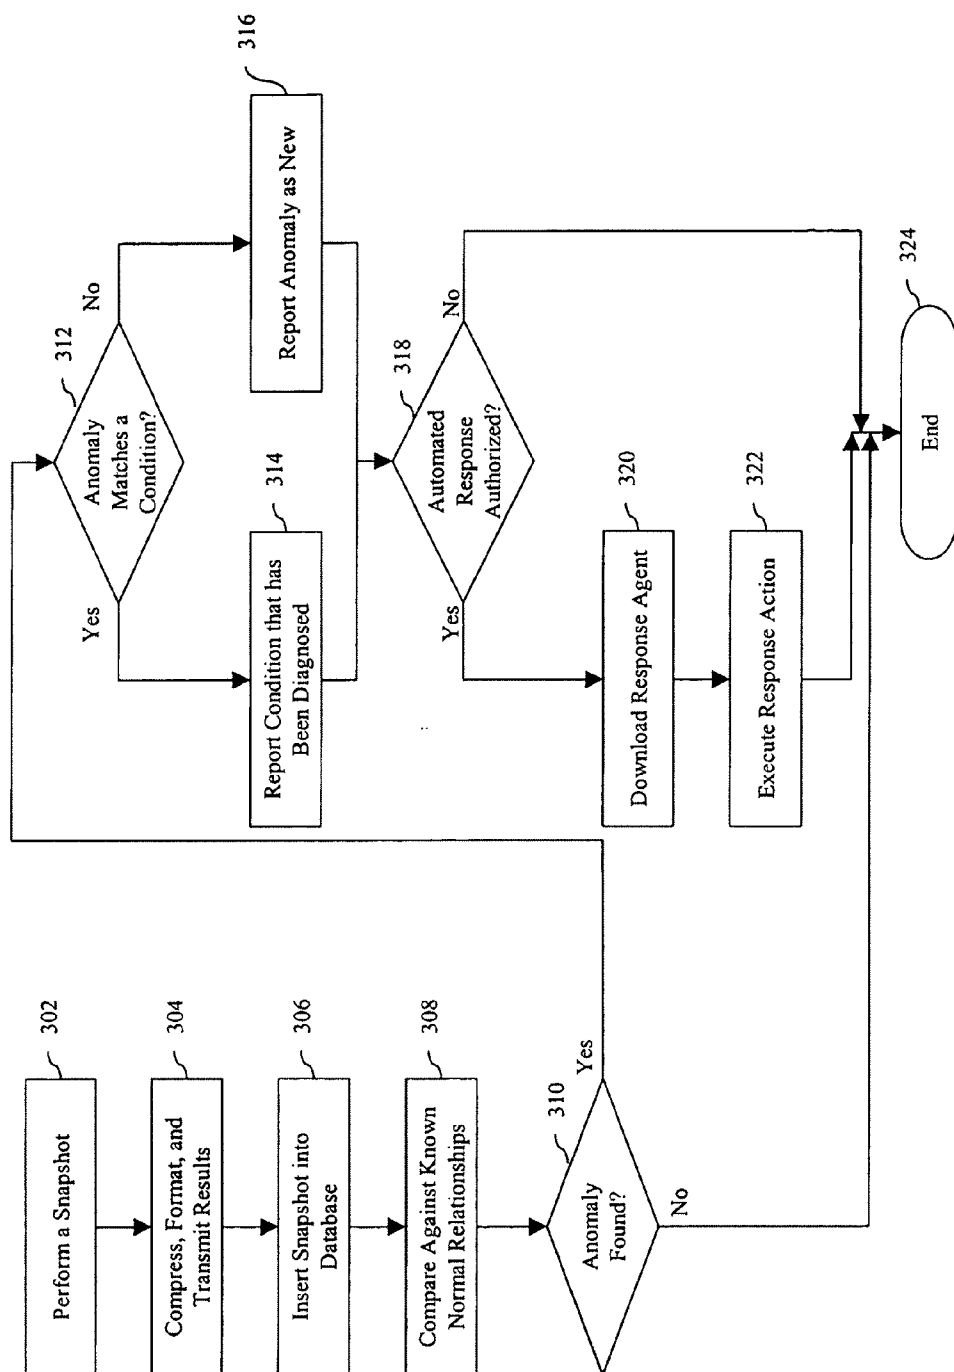 302
Perform a Snapshot
304
Compress, Format, and
Transmit Results
306
Insert Snapshot into
Database
308
Compare Against Known
Normal Relationships
310
Anomaly
Found?
Yes
No
312
Anomaly
Matches a
Condition?
Yes
No
314
Report Condition that has
Been Diagnosed
316
Report Anomaly as New
318
Automated
Response
Authorized?
Yes
No
320
Download Response Agent
322
Execute Response Action
324
End